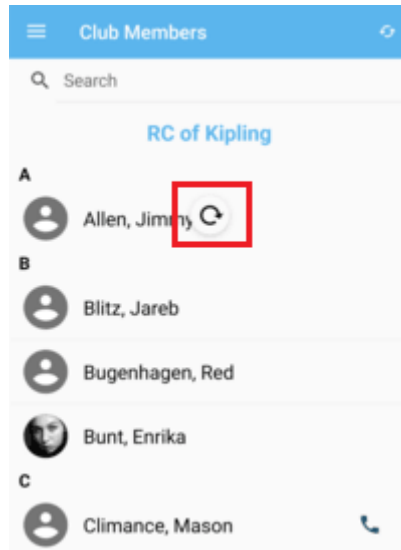 Club Members
Search
RC of Kipling
A
Allen, Jimmy
B
Blitz, Jareb
Bugenhagen, Red
Bunt, Enrika
C
Climance, Mason